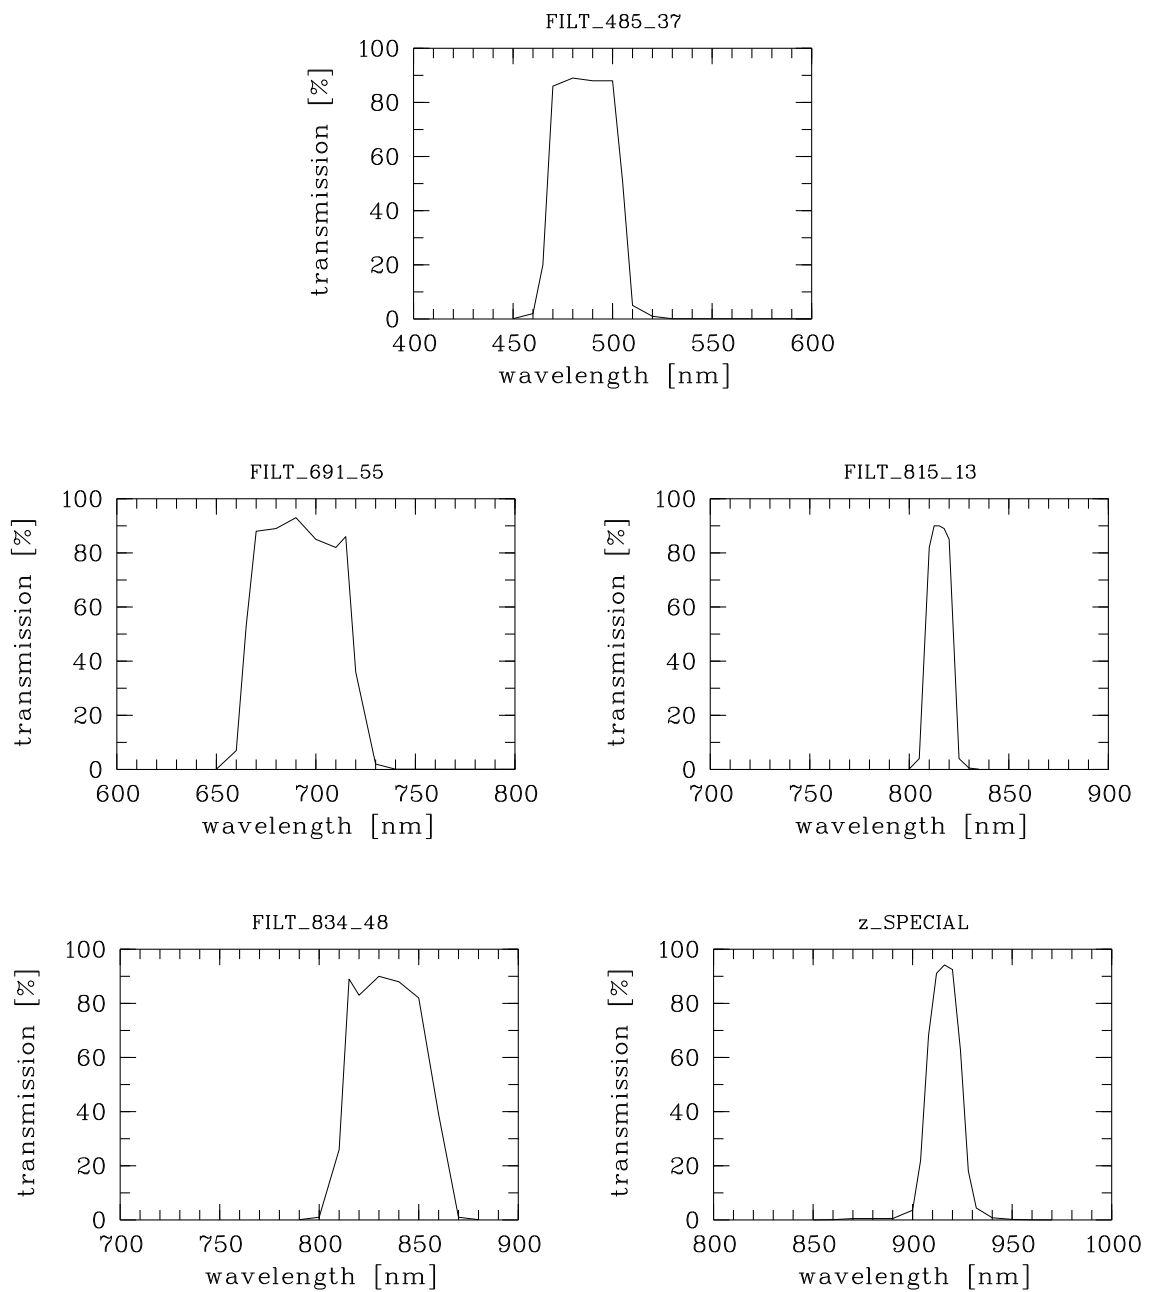 FILT_485_37
transmission [%]
100
80
60
40
20
0
400 450 500 550 600
wavelength [nm]
FILT_691_55
transmission [%]
100
80
60
40
20
0
600 650 700 750 800
wavelength [nm]
FILT_815_13
transmission [%]
100
80
60
40
20
0
700 750 800 850 900
wavelength [nm]
FILT_834_48
transmission [%]
100
80
60
40
20
0
700 750 800 850 900
wavelength [nm]
z_SPECIAL
transmission [%]
100
80
60
40
20
0
800 850 900 950 1000
wavelength [nm]